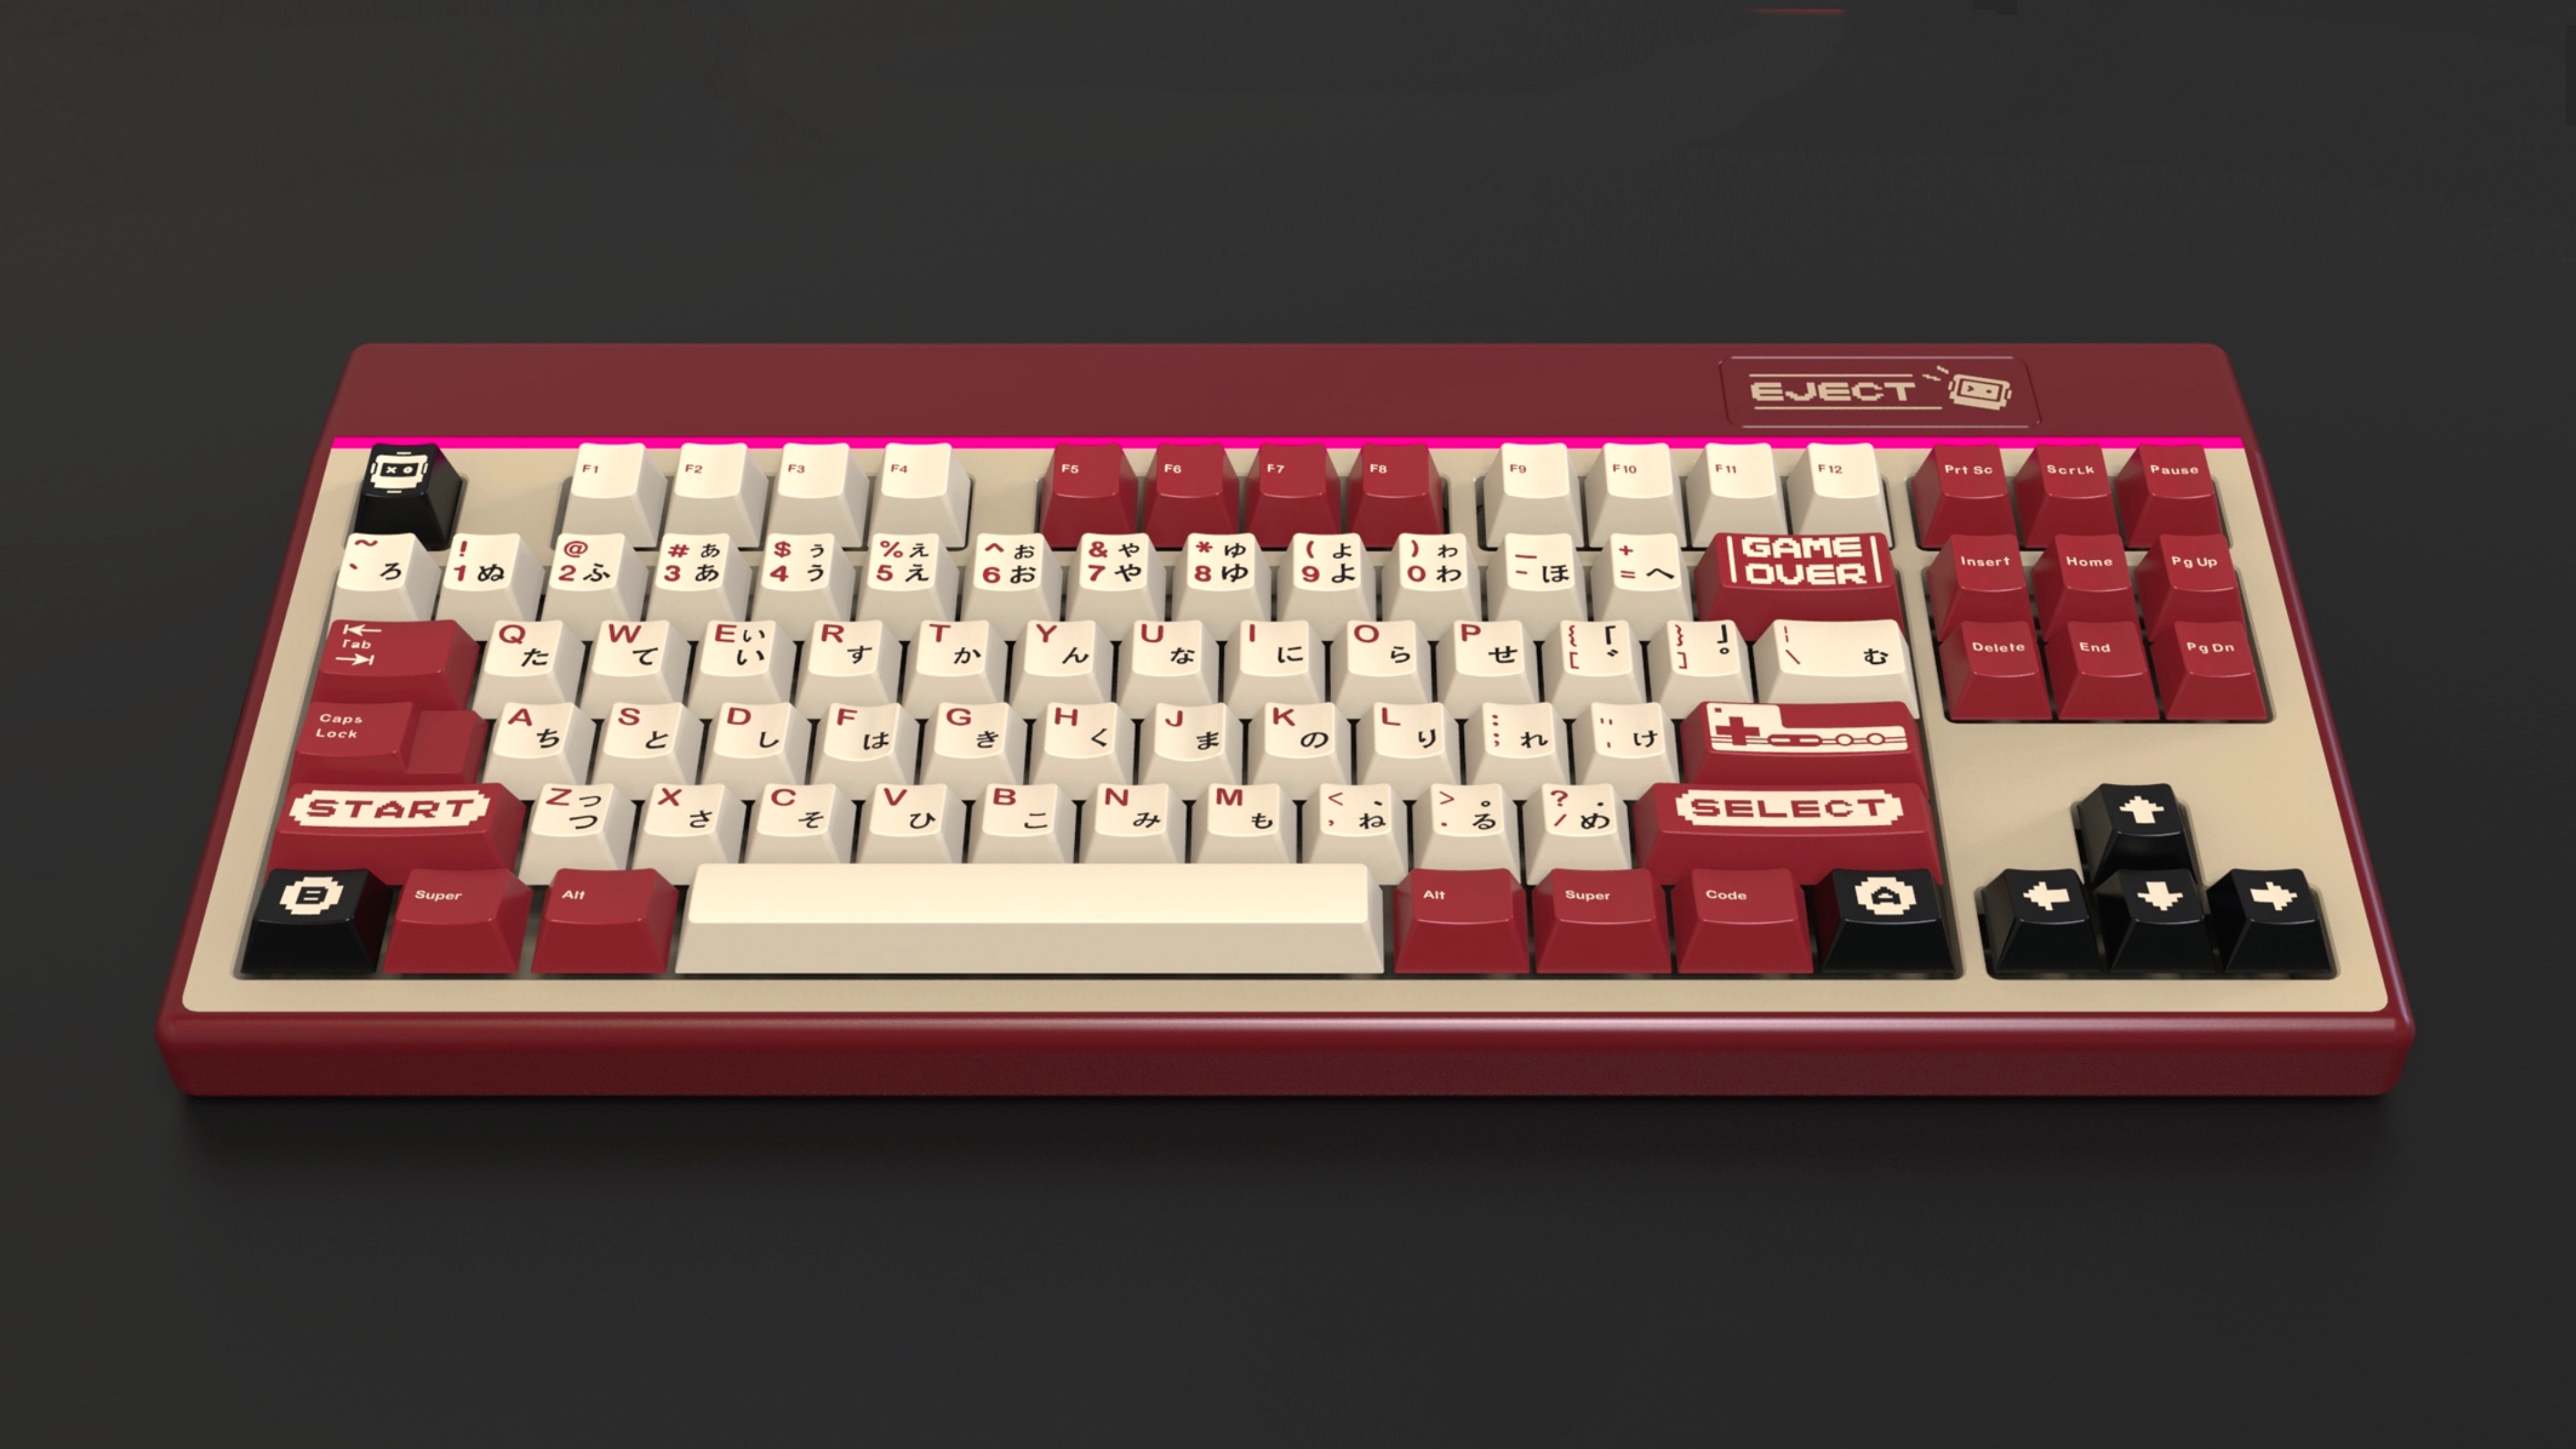 EJECT
F1 F2 F3 F4 F5 F6 F7 F8 F9 F10 F11 F12 Prt Sc ScrLk Pause
~ ` ろ ! 1 ぬ @ 2 ふ # ぁ 3 あ $ ぅ 4 う % ぇ 5 え ^ ぉ 6 お & ゃ 7 や * ゅ 8 ゆ ( ょ 9 よ ) ゎ 0 わ — - ほ + = へ GAME OVER Insert Home Pg Up
Tab Q た W て E ぃ い R す T か Y ん U な I に O ら P せ { 「 [ ゛ } 」 ] ゜ | \ む Delete End Pg Dn
Caps Lock A ち S と D し F は G き H く J ま K の L り : ; れ " ' け
START Z っ つ X さ C そ V ひ B こ N み M も < 、 , ね > 。 . る ? ・ / め SELECT
B Super Alt Alt Super Code A